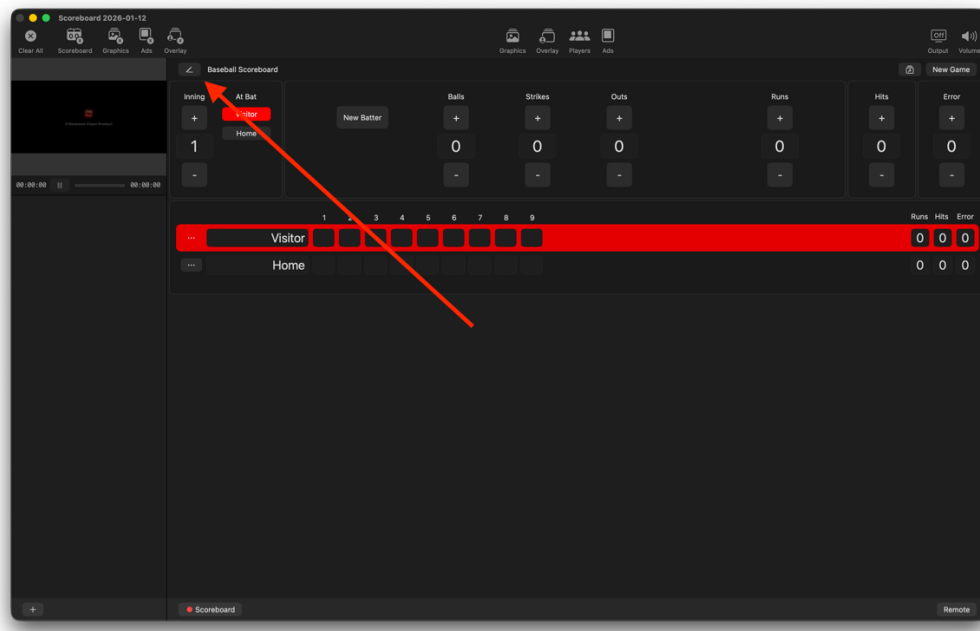 Scoreboard 2026-01-12
Clear All Scoreboard Graphics Ads Overlay Graphics Overlay Players Ads Off Output Volume
Baseball Scoreboard New Game
Inning At Bat Balls Strikes Outs Runs Hits Error
+ Visitor New Batter + + + + + +
Home
1 0 0 0 0 0 0
- - - - - - -
00:00:00 00:00:00
1 2 3 4 5 6 7 8 9 Runs Hits Error
... Visitor 0 0 0
... Home 0 0 0
+ Scoreboard Remote